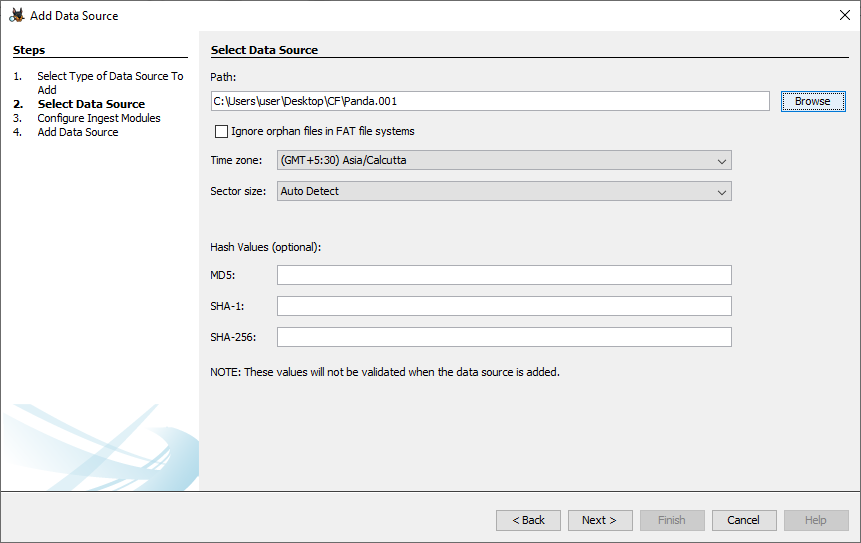 Add Data Source
Steps
1. Select Type of Data Source To
Add
2. Select Data Source
3. Configure Ingest Modules
4. Add Data Source
Select Data Source
Path:
C:\Users\user\Desktop\CF\Panda.001
Browse
Ignore orphan files in FAT file systems
Time zone: (GMT+5:30) Asia/Calcutta
Sector size: Auto Detect
Hash Values (optional):
MD5:
SHA-1:
SHA-256:
NOTE: These values will not be validated when the data source is added.
< Back Next > Finish Cancel Help